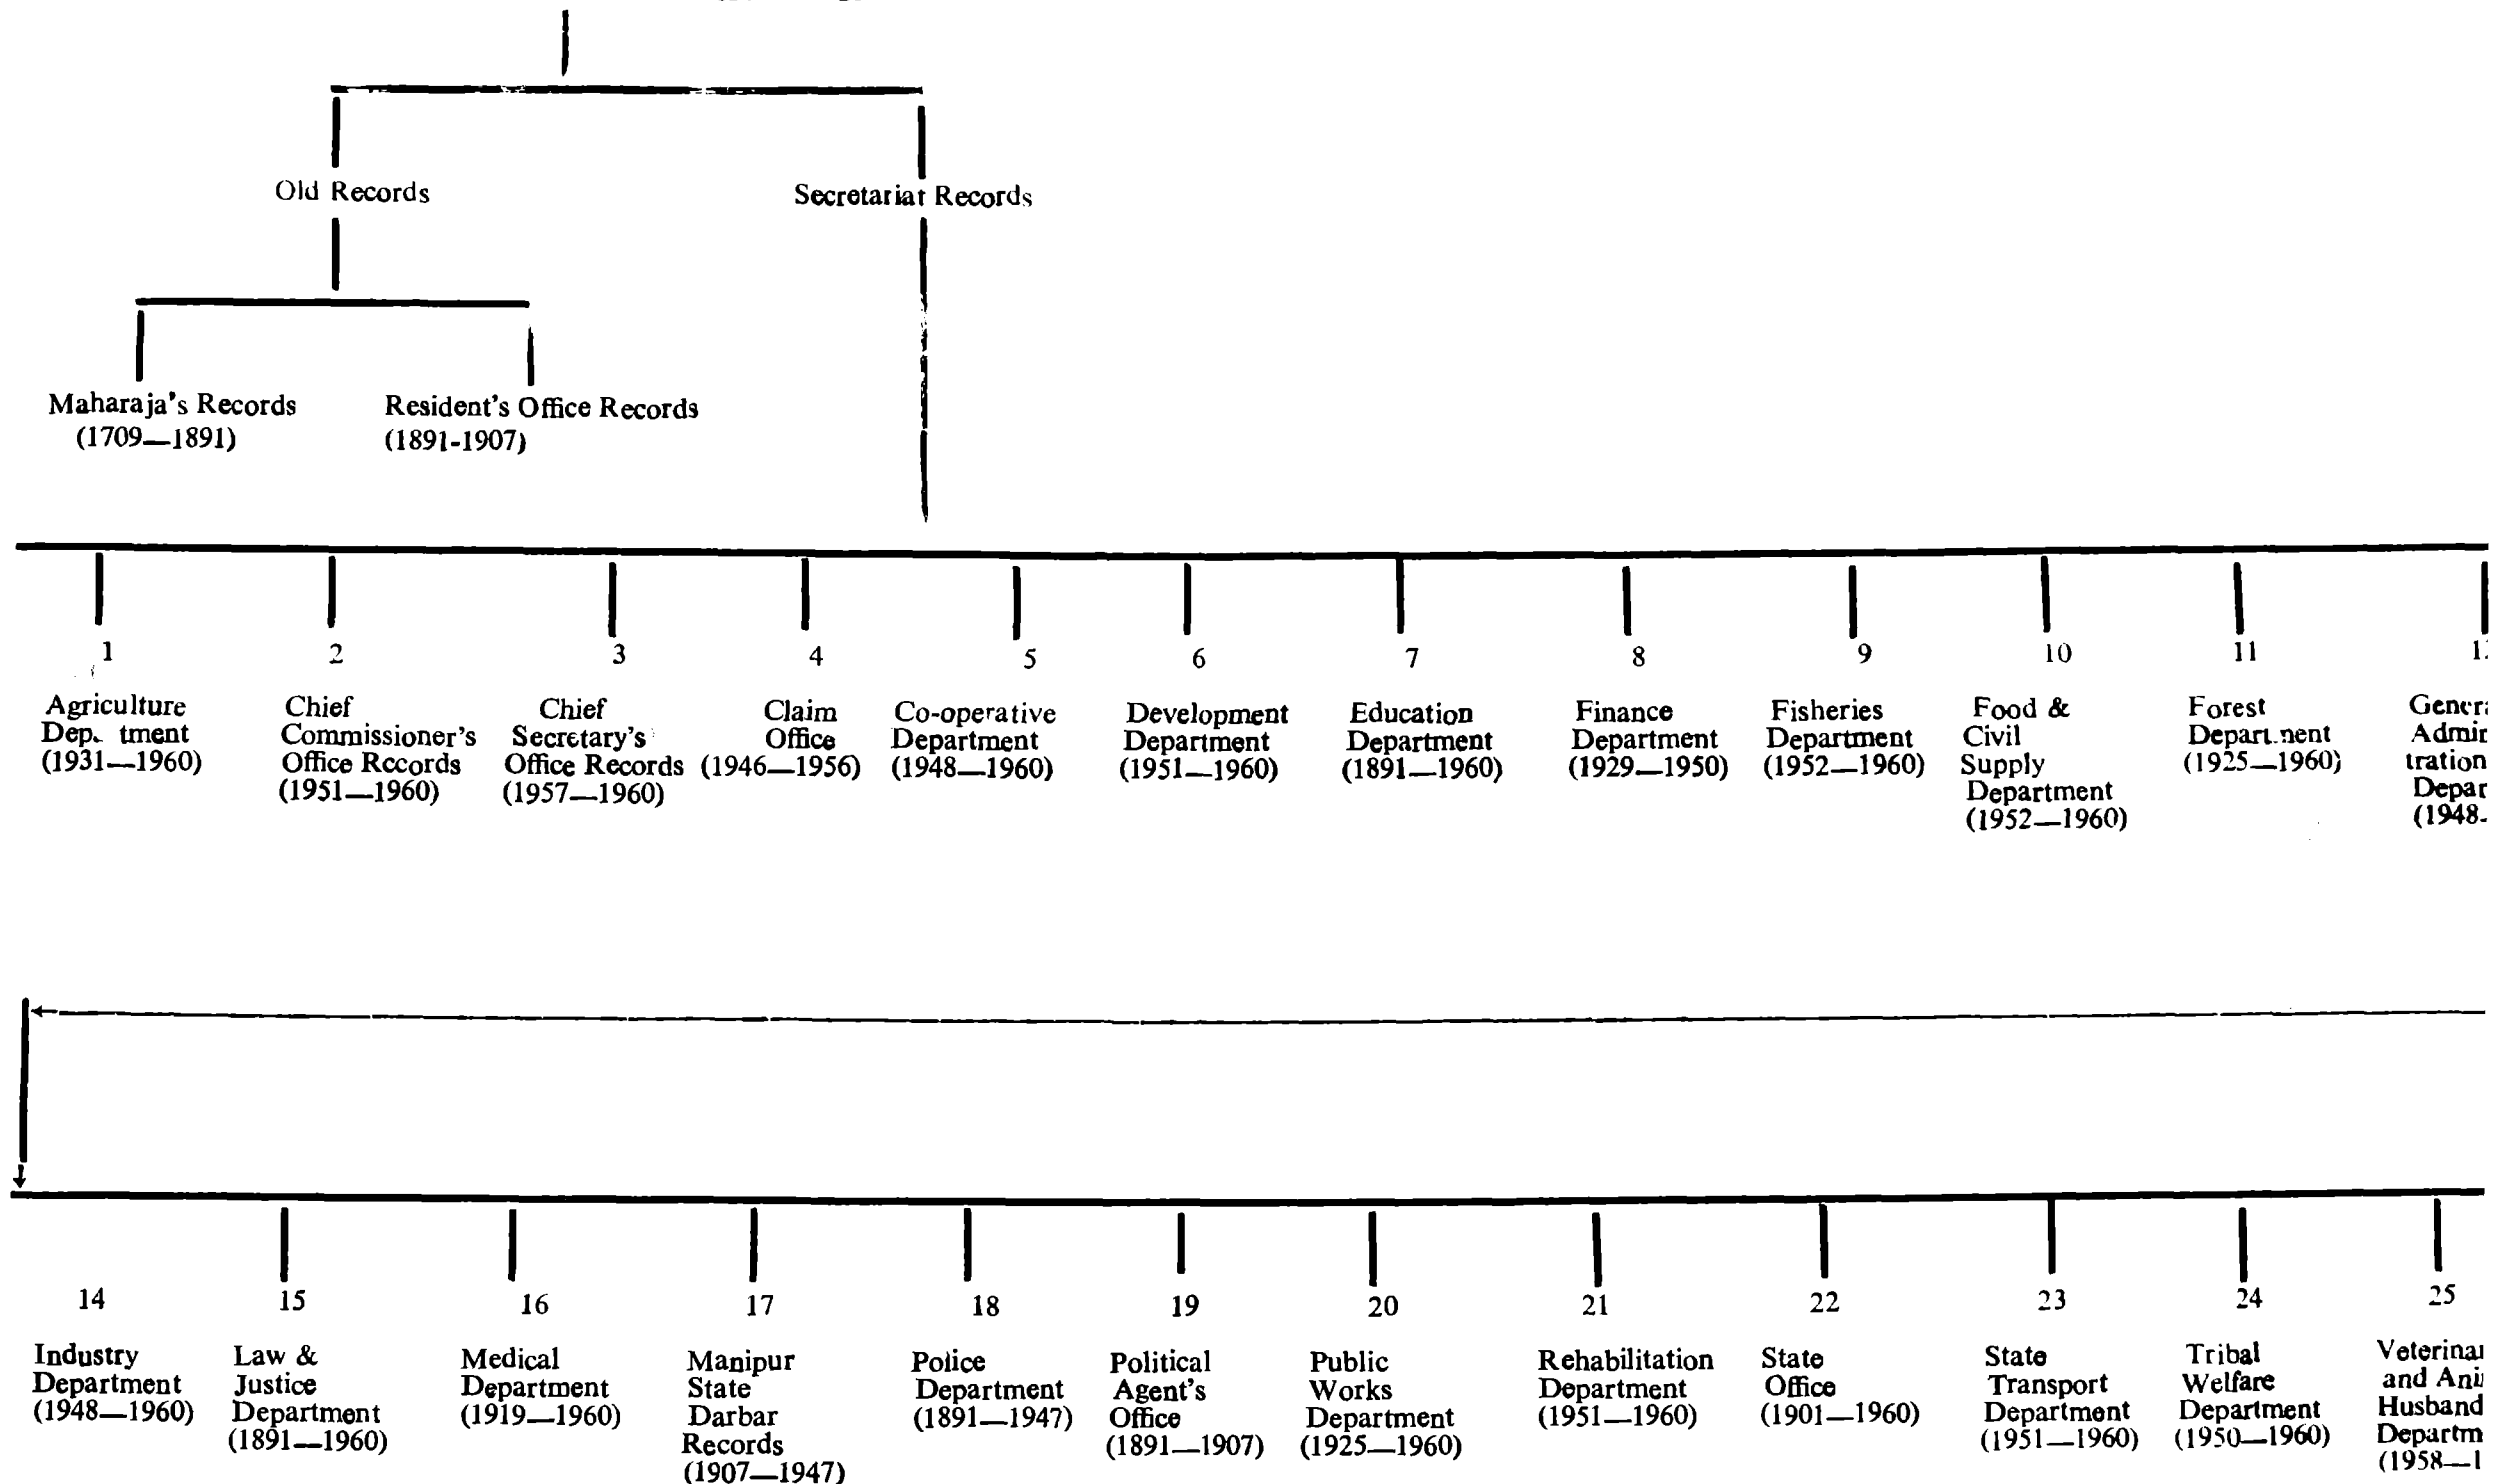 Old Records
Secretariat Records
Maharaja's Records
(1709—1891)
Resident's Office Records
(1891-1907)
1
Agriculture
(1931—1960)
2
Chief
Commissioner's
Office Records
(1951—1960)
3
Chief
Secretary's
Office Records
(1957—1960)
4
Claim
Office
(1946—1956)
5
Co-operative
Department
(1948—1960)
6
Development
Department
(1951—1960)
7
Education
Department
(1891—1960)
8
Finance
Department
(1929—1950)
9
Fisheries
Department
(1952—1960)
10
Food &
Civil
Supply
Department
(1952—1960)
11
Forest
Department
(1925—1960)
14
Industry
Department
(1948—1960)
15
Law &
Justice
Department
(1891—1960)
16
Medical
Department
(1919—1960)
17
Manipur
State
Darbar
Records
(1907—1947)
18
Police
Department
(1891—1947)
19
Political
Agent's
Office
(1891—1907)
20
Public
Works
Department
(1925—1960)
21
Rehabilitation
Department
(1951—1960)
22
State
Office
(1901—1960)
23
State
Transport
Department
(1951—1960)
24
Tribal
Welfare
Department
(1950—1960)
25
and